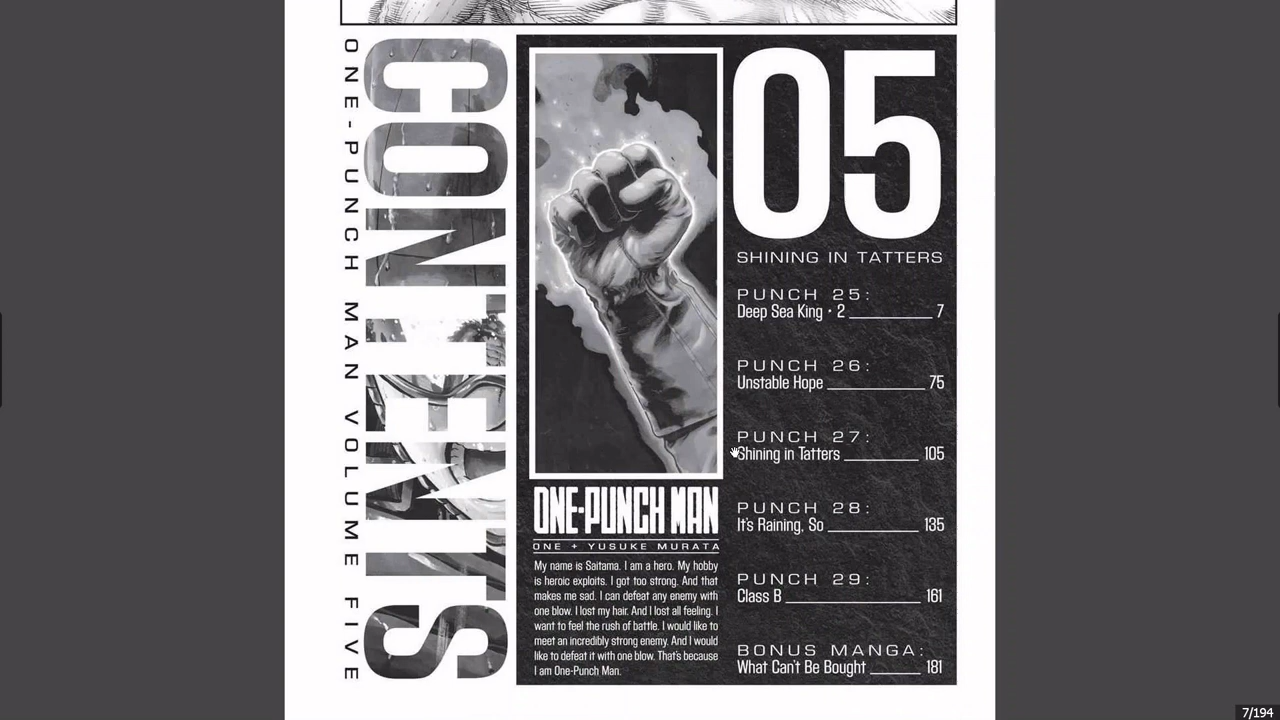 ONE-PUNCH MAN VOLUME FIVE
CONTENTS
ONE-PUNCH MAN
ONE + YUSUKE MURATA
My name is Saitama. I am a hero. My hobby
is heroic exploits. I got too strong. And that
makes me sad. I can defeat any enemy with
one blow. I lost my hair. And I lost all feeling. I
want to feel the rush of battle. I would like to
meet an incredibly strong enemy. And I would
like to defeat it with one blow. That's because
I am One-Punch Man.
05
SHINING IN TATTERS
PUNCH 25:
Deep Sea King • 2 7
PUNCH 26:
Unstable Hope 75
PUNCH 27:
Shining in Tatters 105
PUNCH 28:
It's Raining, So 135
PUNCH 29:
Class B 161
BONUS MANGA:
What Can't Be Bought 181
7/194